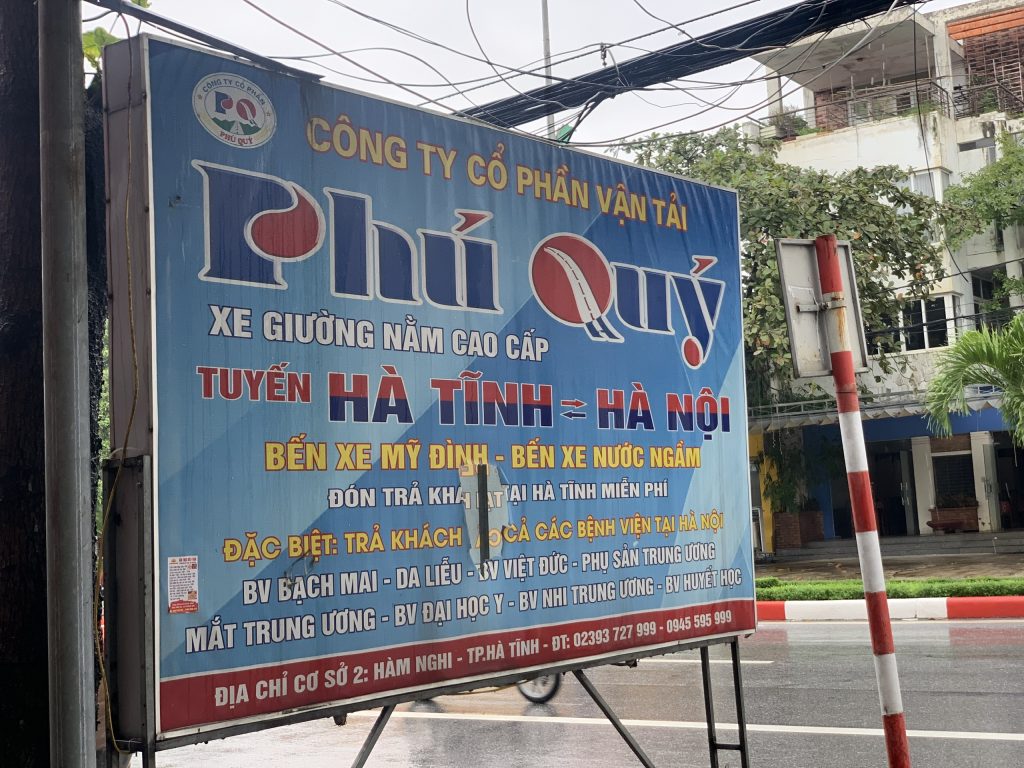 CÔNG TY CỔ PHẦN
PHÚ QUÝ
CÔNG TY CỔ PHẦN VẬN TẢI
Phú Quý
XE GIƯỜNG NẰM CAO CẤP
TUYẾN HÀ TĨNH ⇄ HÀ NỘI
BẾN XE MỸ ĐÌNH - BẾN XE NƯỚC NGẦM
ĐÓN TRẢ TẠI HÀ TĨNH MIỄN PHÍ
ĐẶC BIỆT: TRẢ KHÁCH CẢ CÁC BỆNH VIỆN TẠI HÀ NỘI
BV BẠCH MAI - DA LIỄU - BV VIỆT ĐỨC - PHỤ SẢN TRUNG ƯƠNG
MẮT TRUNG ƯƠNG - BV ĐẠI HỌC Y - BV NHI TRUNG ƯƠNG - BV HUYẾT HỌC
ĐỊA CHỈ CƠ SỞ 2: HÀM NGHI - TP.HÀ TĨNH - ĐT: 02393 727 999 - 0945 595 999